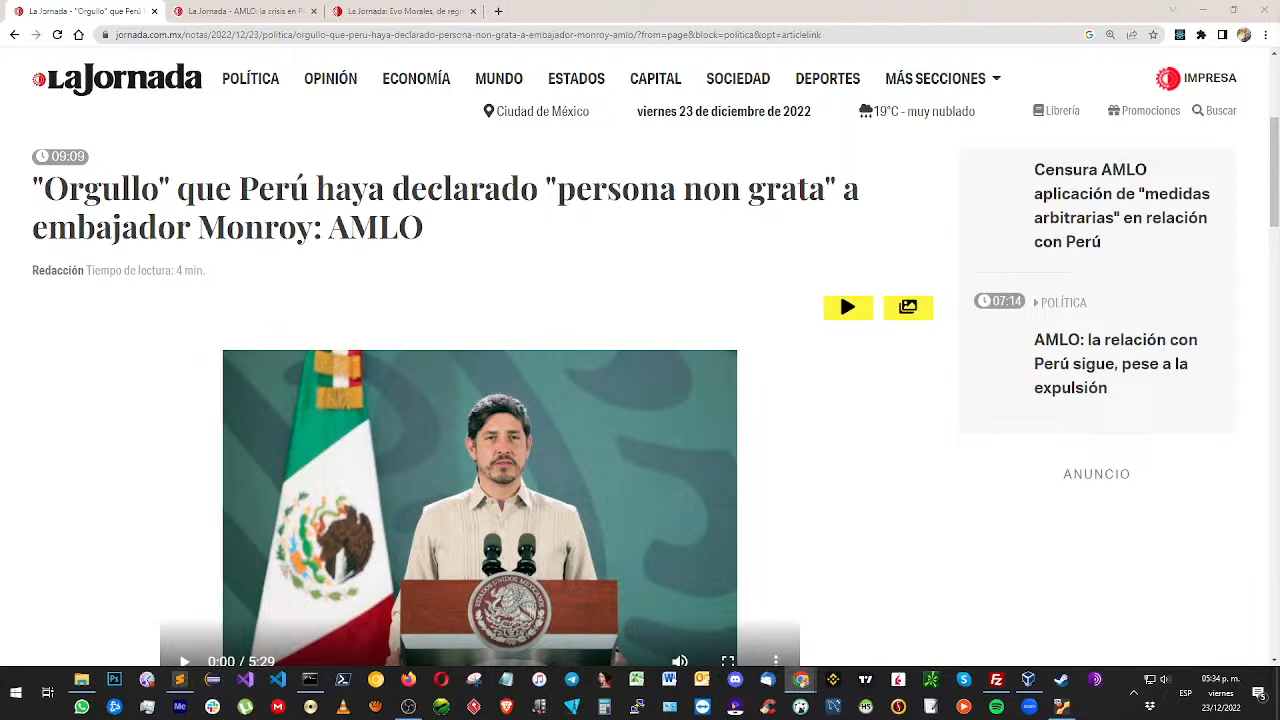 La Jornada - "Orgullo" que Perú
La Jornada - AMLO: la crisis en P
La Jornada: Evo Morales, de regr
jornada.com.mx/notas/2022/12/23/politica/orgullo-que-peru-haya-declarado-persona-non-grata-a-embajador-monroy-amlo/?from=page&block=politica&opt=articlelink
La Jornada POLÍTICA OPINIÓN ECONOMÍA MUNDO ESTADOS CAPITAL SOCIEDAD DEPORTES MÁS SECCIONES IMPRESA
Ciudad de México viernes 23 de diciembre de 2022 19°C - muy nublado Librería Promociones Buscar
09:09
"Orgullo" que Perú haya declarado "persona non grata" a
embajador Monroy: AMLO
Redacción Tiempo de lectura: 4 min.
Censura AMLO
aplicación de "medidas
arbitrarias" en relación
con Perú
07:14 POLÍTICA
AMLO: la relación con
Perú sigue, pese a la
expulsión
ANUNCIO
ESTADOS UNIDOS MEXICANOS
0:00 / 5:29
05:34 p. m.
ESP viernes
23/12/2022